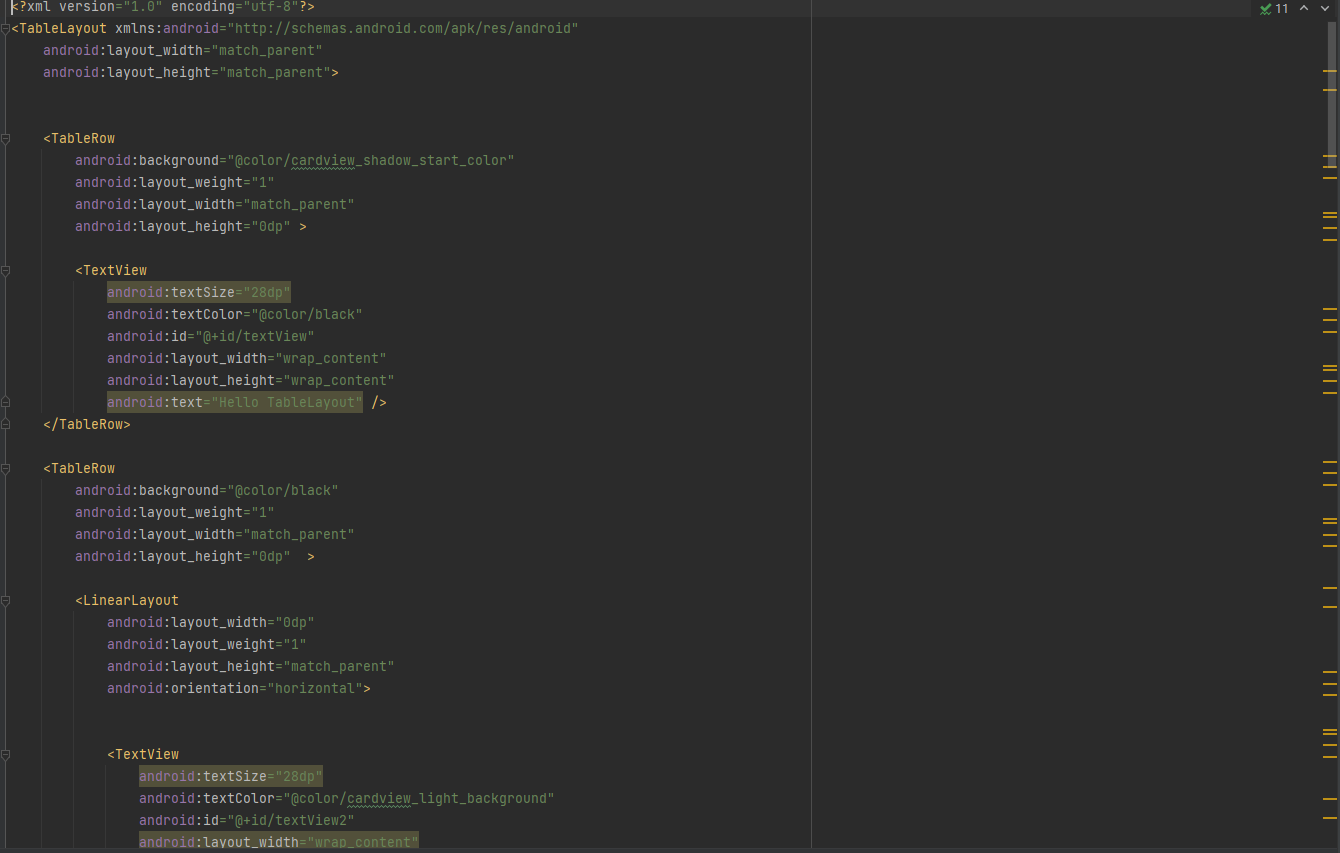 <?xml version="1.0" encoding="utf-8"?>
11
<TableLayout xmlns:android="http://schemas.android.com/apk/res/android"
    android:layout_width="match_parent"
    android:layout_height="match_parent">
    <TableRow
        android:background="@color/cardview_shadow_start_color"
        android:layout_weight="1"
        android:layout_width="match_parent"
        android:layout_height="0dp" >
        <TextView
            android:textSize="28dp"
            android:textColor="@color/black"
            android:id="@+id/textView"
            android:layout_width="wrap_content"
            android:layout_height="wrap_content"
            android:text="Hello TableLayout" />
    </TableRow>
    <TableRow
        android:background="@color/black"
        android:layout_weight="1"
        android:layout_width="match_parent"
        android:layout_height="0dp"  >
        <LinearLayout
            android:layout_width="0dp"
            android:layout_weight="1"
            android:layout_height="match_parent"
            android:orientation="horizontal">
            <TextView
                android:textSize="28dp"
                android:textColor="@color/cardview_light_background"
                android:id="@+id/textView2"
                android:layout_width="wrap_content"